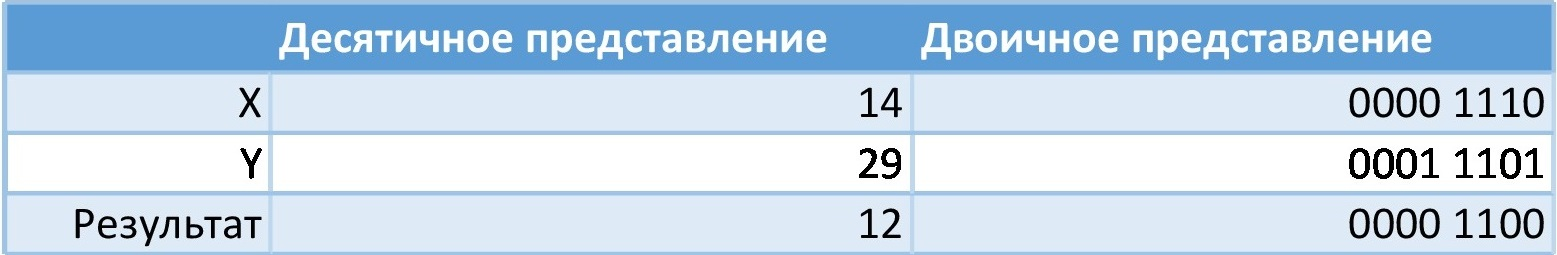 Десятичное представление Двоичное представление
X 14 0000 1110
Y 29 0001 1101
Результат 12 0000 1100